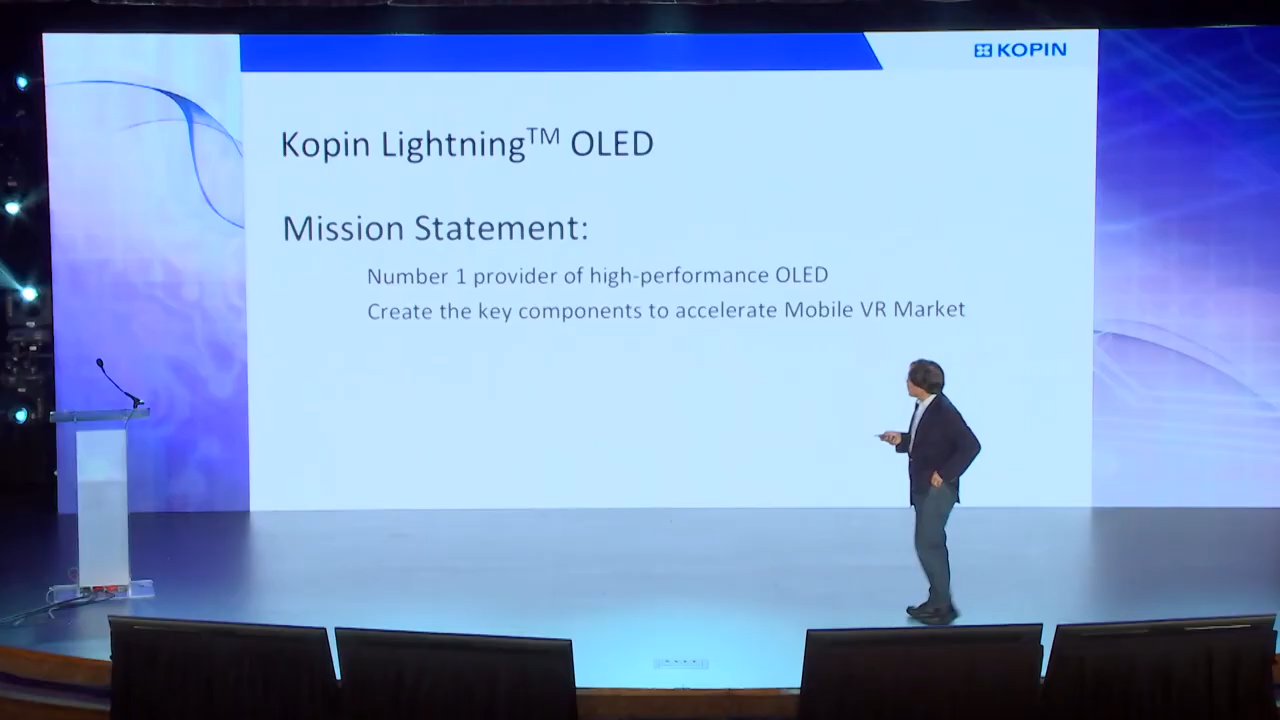 KOPIN
Kopin Lightning™ OLED
Mission Statement:
Number 1 provider of high-performance OLED
Create the key components to accelerate Mobile VR Market